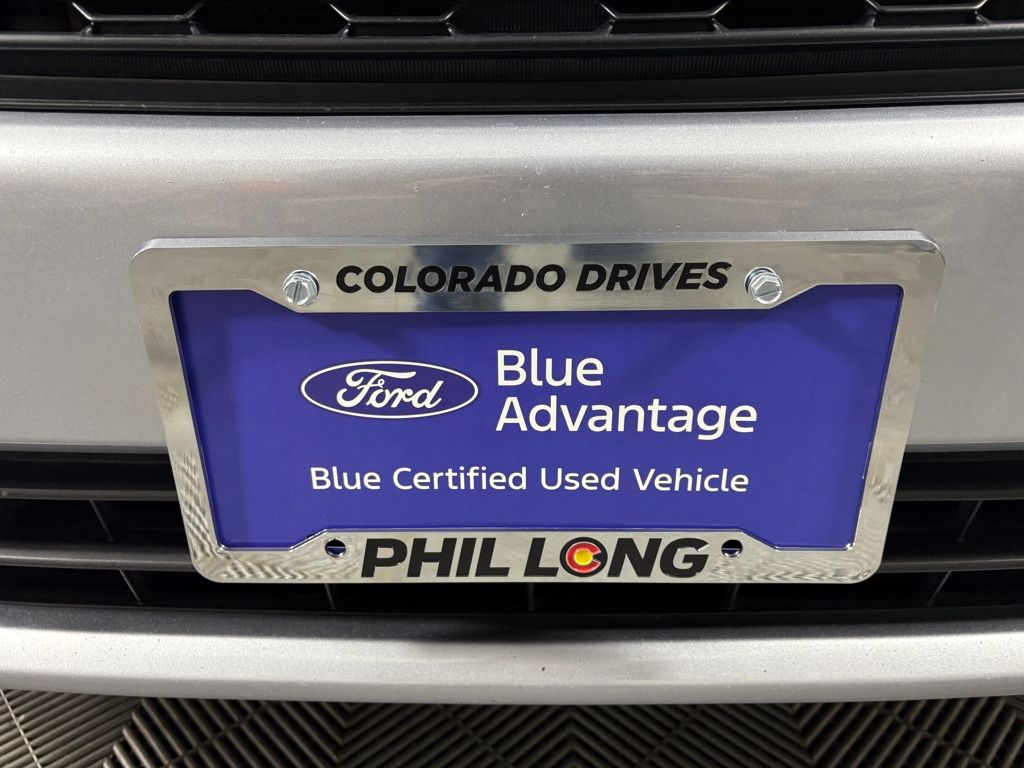 COLORADO DRIVES
Ford
Blue
Advantage
Blue Certified Used Vehicle
PHIL LONG